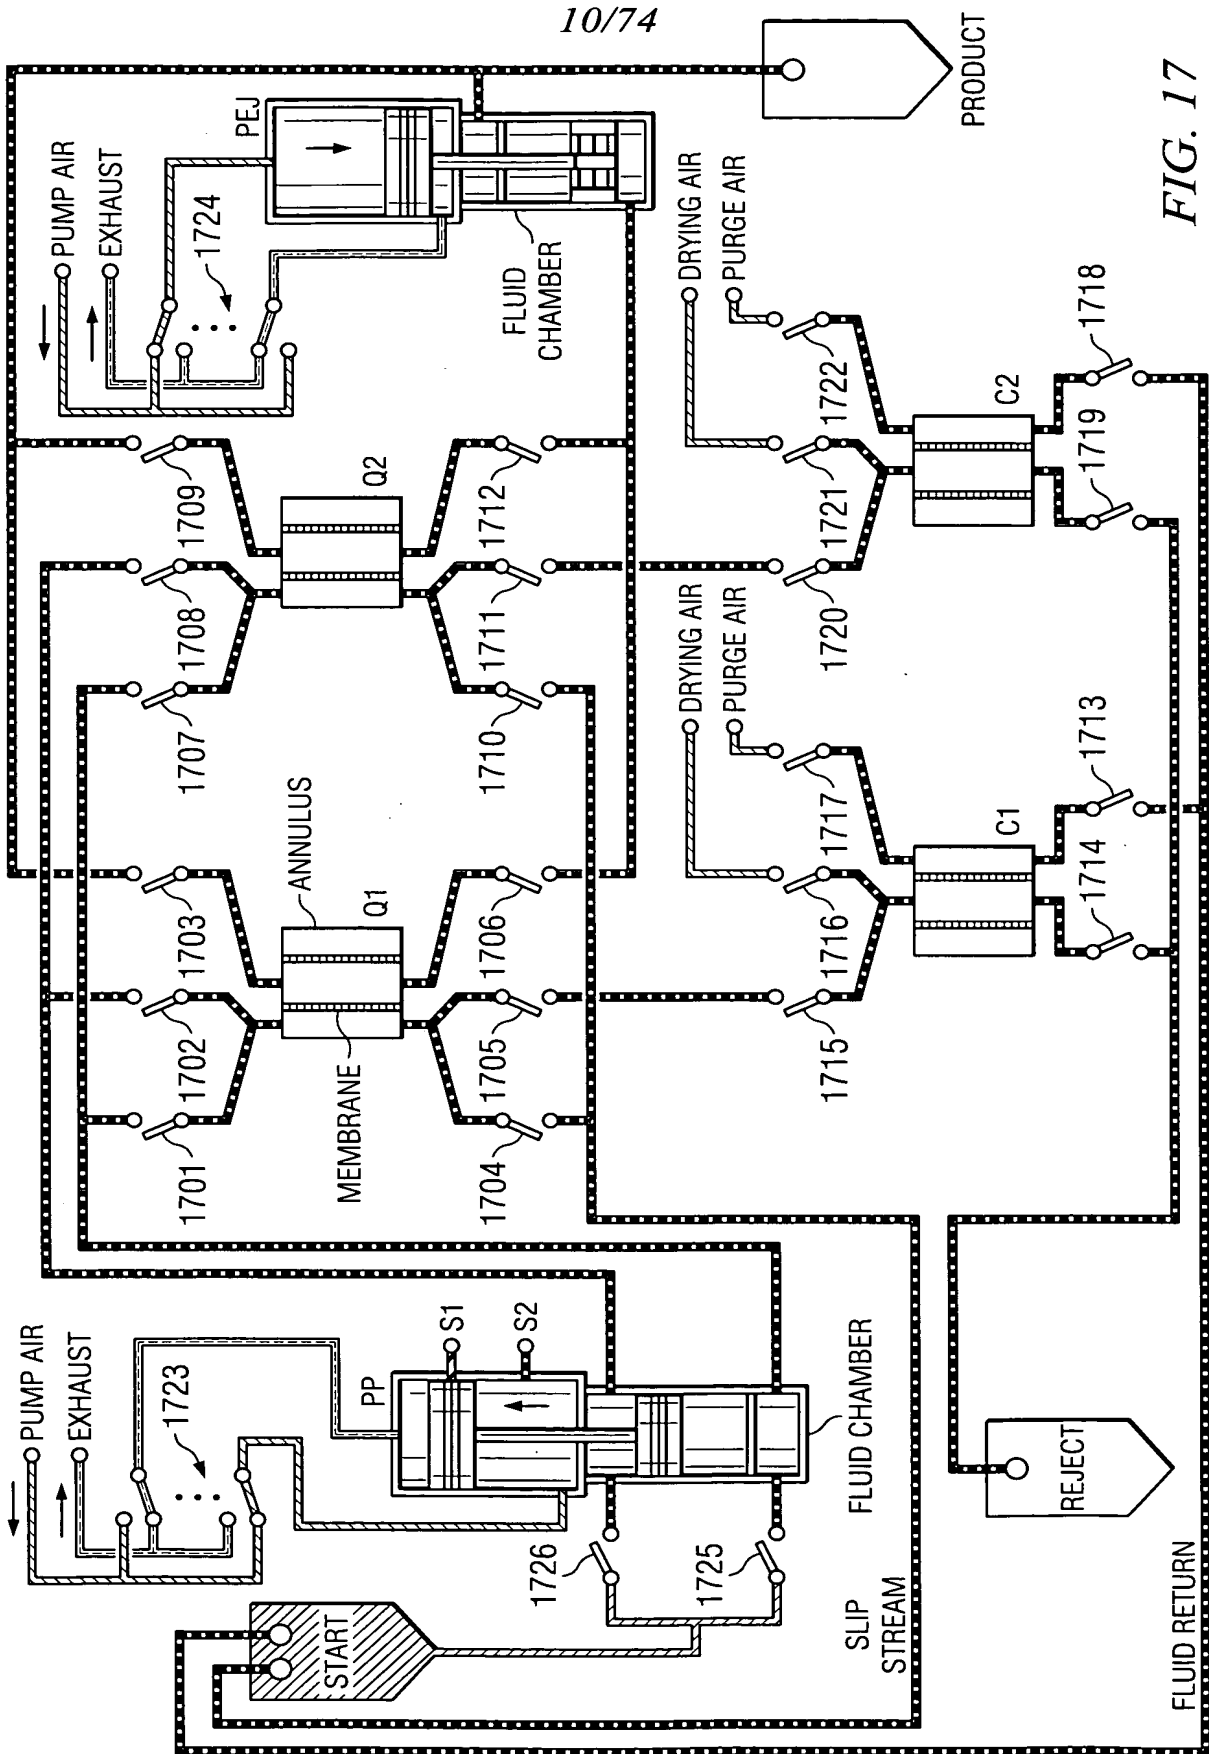 10/74
PUMP AIR
EXHAUST
1723
PP
S1
S2
START
1726
1725
FLUID CHAMBER
SLIP
STREAM
REJECT
FLUID RETURN
1701
1702
1703
MEMBRANE
ANNULUS
Q1
1704
1705
1706
1707
1708
1709
Q2
1710
1711
1712
PUMP AIR
EXHAUST
1724
PEJ
FLUID
CHAMBER
PRODUCT
DRYING AIR
PURGE AIR
1715
1716
1717
C1
1714
1713
DRYING AIR
PURGE AIR
1720
1721
1722
C2
1719
1718
FIG. 17